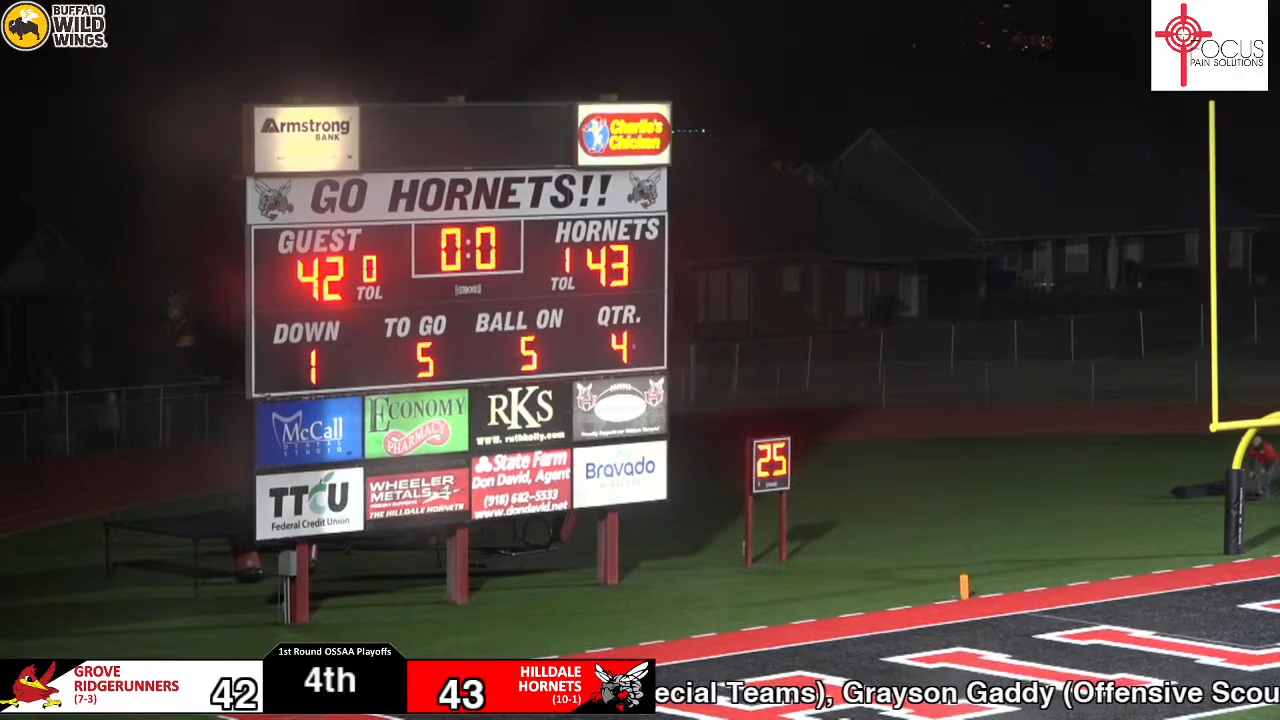 BUFFALO
WILD
WINGS
FOCUS
PAIN SOLUTIONS
Armstrong
BANK
Charlie's
Chicken
GO HORNETS!!
GUEST
0:0
HORNETS
42 0
1 43
TOL
TOL
DOWN
TO GO
BALL ON
QTR.
1
5
5
4
McCall
DENTAL
STUDIO
ECONOMY
PHARMACY
RKS
www. ruthkelly.com
TTCU
Federal Credit Union
WHEELER
METALS
THE HILLDALE HORNETS
State Farm
Don David, Agent
(918) 682-5533
www.dondavid.net
Bravado
WIRELESS
25
1st Round OSSAA Playoffs
GROVE
RIDGERUNNERS
(7-3)
42
4th
43
HILLDALE
HORNETS
(10-1)
ecial Teams), Grayson Gaddy (Offensive Scou